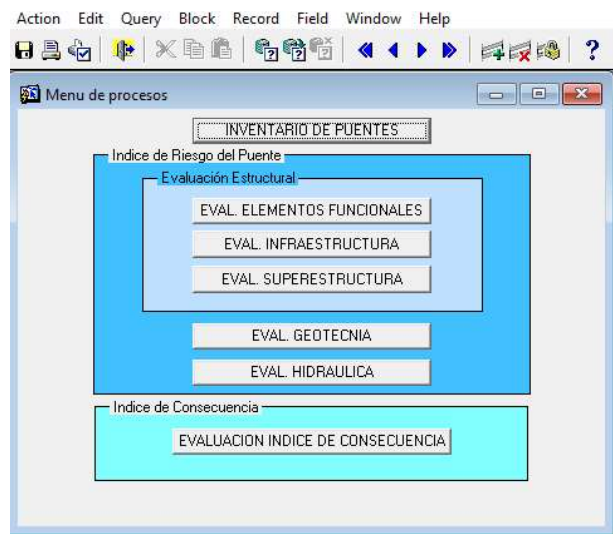 Action Edit Query Block Record Field Window Help
?
Menu de procesos
INVENTARIO DE PUENTES
Indice de Riesgo del Puente
Evaluación Estructural
EVAL. ELEMENTOS FUNCIONALES
EVAL. INFRAESTRUCTURA
EVAL. SUPERESTRUCTURA
EVAL. GEOTECNIA
EVAL. HIDRAULICA
Indice de Consecuencia
EVALUACION INDICE DE CONSECUENCIA